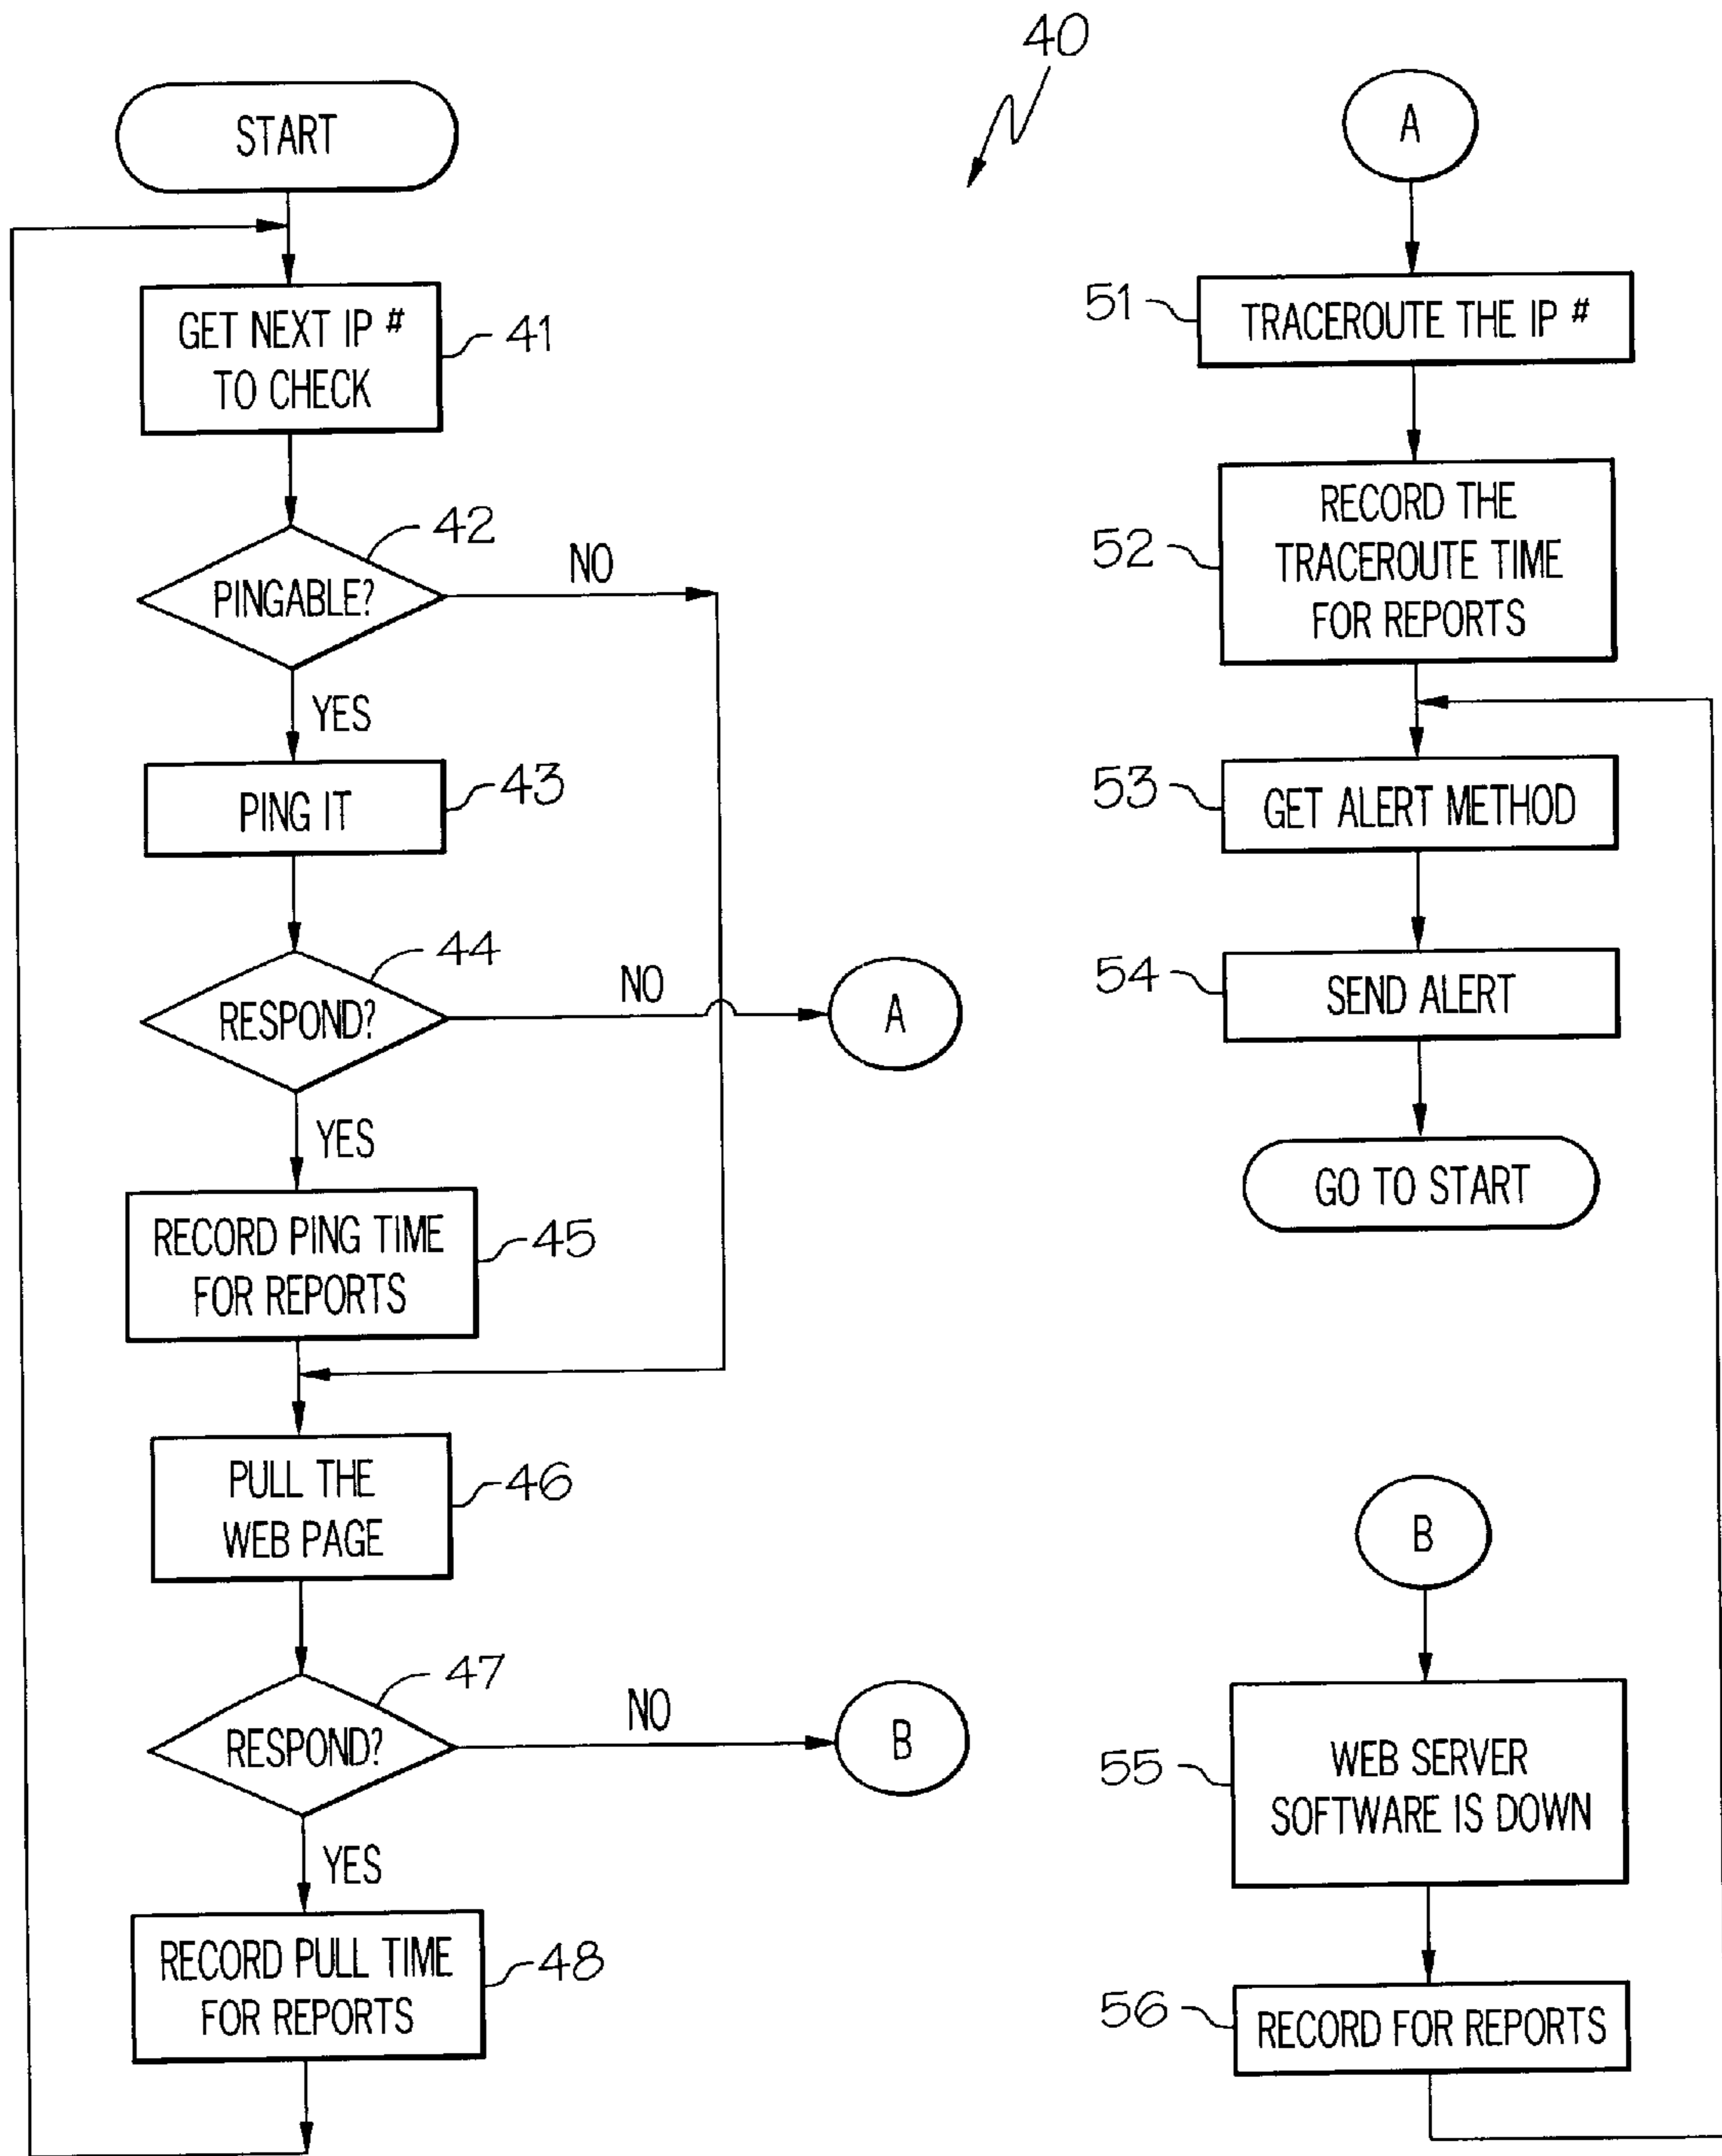 40
START
GET NEXT IP #
TO CHECK
41
42
PINGABLE?
NO
YES
PING IT
43
44
RESPOND?
NO
A
YES
RECORD PING TIME
FOR REPORTS
45
PULL THE
WEB PAGE
46
47
RESPOND?
NO
B
YES
RECORD PULL TIME
FOR REPORTS
48
A
51
TRACEROUTE THE IP #
52
RECORD THE
TRACEROUTE TIME
FOR REPORTS
53
GET ALERT METHOD
54
SEND ALERT
GO TO START
B
55
WEB SERVER
SOFTWARE IS DOWN
56
RECORD FOR REPORTS